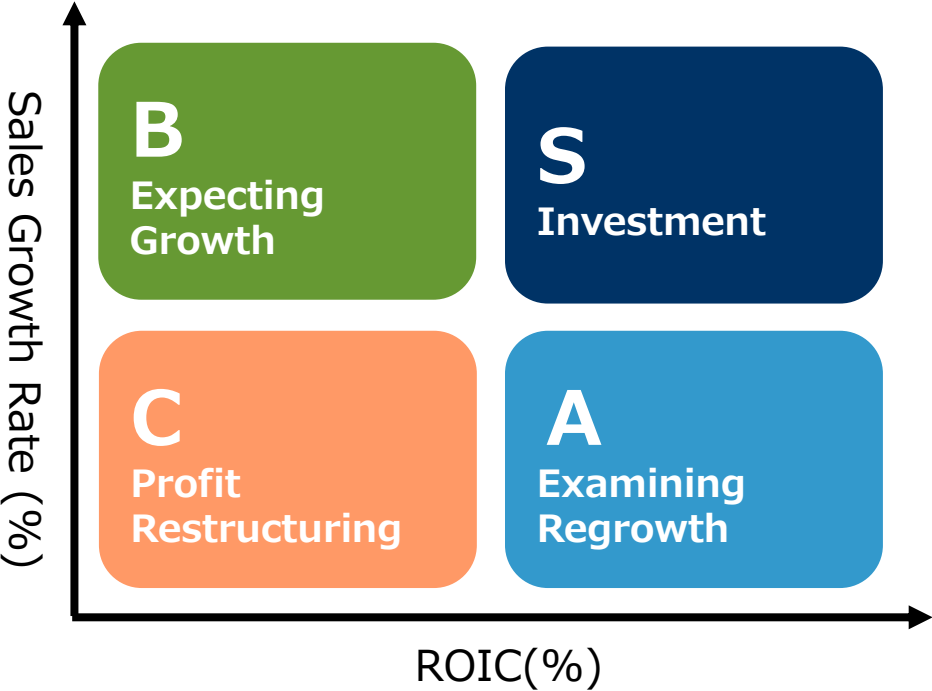 Sales Growth Rate (%)
B
Expecting
Growth
S
Investment
C
Profit
Restructuring
A
Examining
Regrowth
ROIC(%)